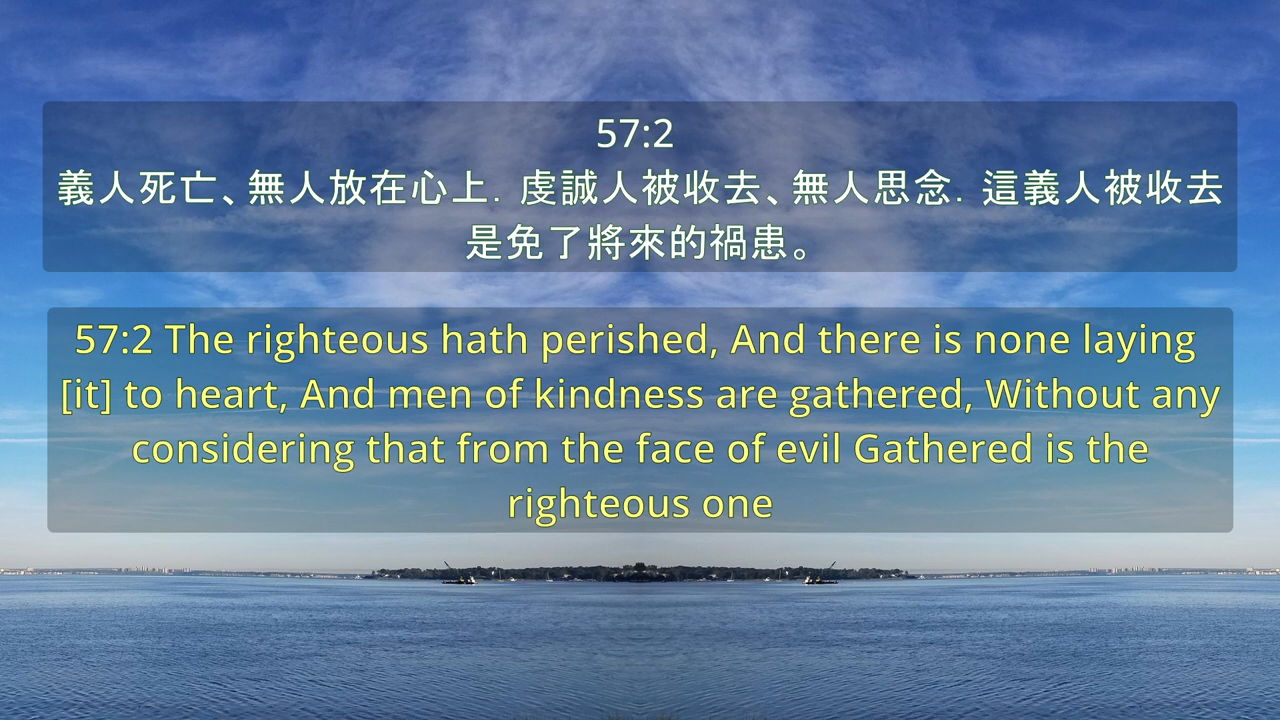 57:2
義人死亡、無人放在心上．虔誠人被收去、無人思念．這義人被收去
是免了將來的禍患。
57:2 The righteous hath perished, And there is none laying
[it] to heart, And men of kindness are gathered, Without any
considering that from the face of evil Gathered is the
righteous one